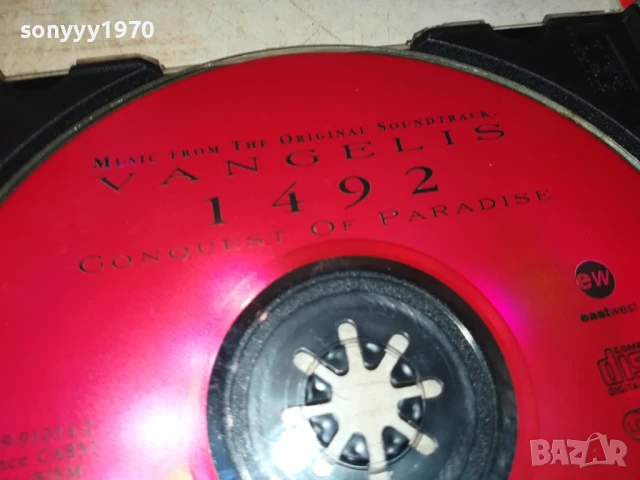 sonyyy1970
MUSIC FROM THE ORIGINAL SOUNDTRACK.
VANGELIS
1492
CONQUEST OF PARADISE
ew
eastwest
BAZAR
bg